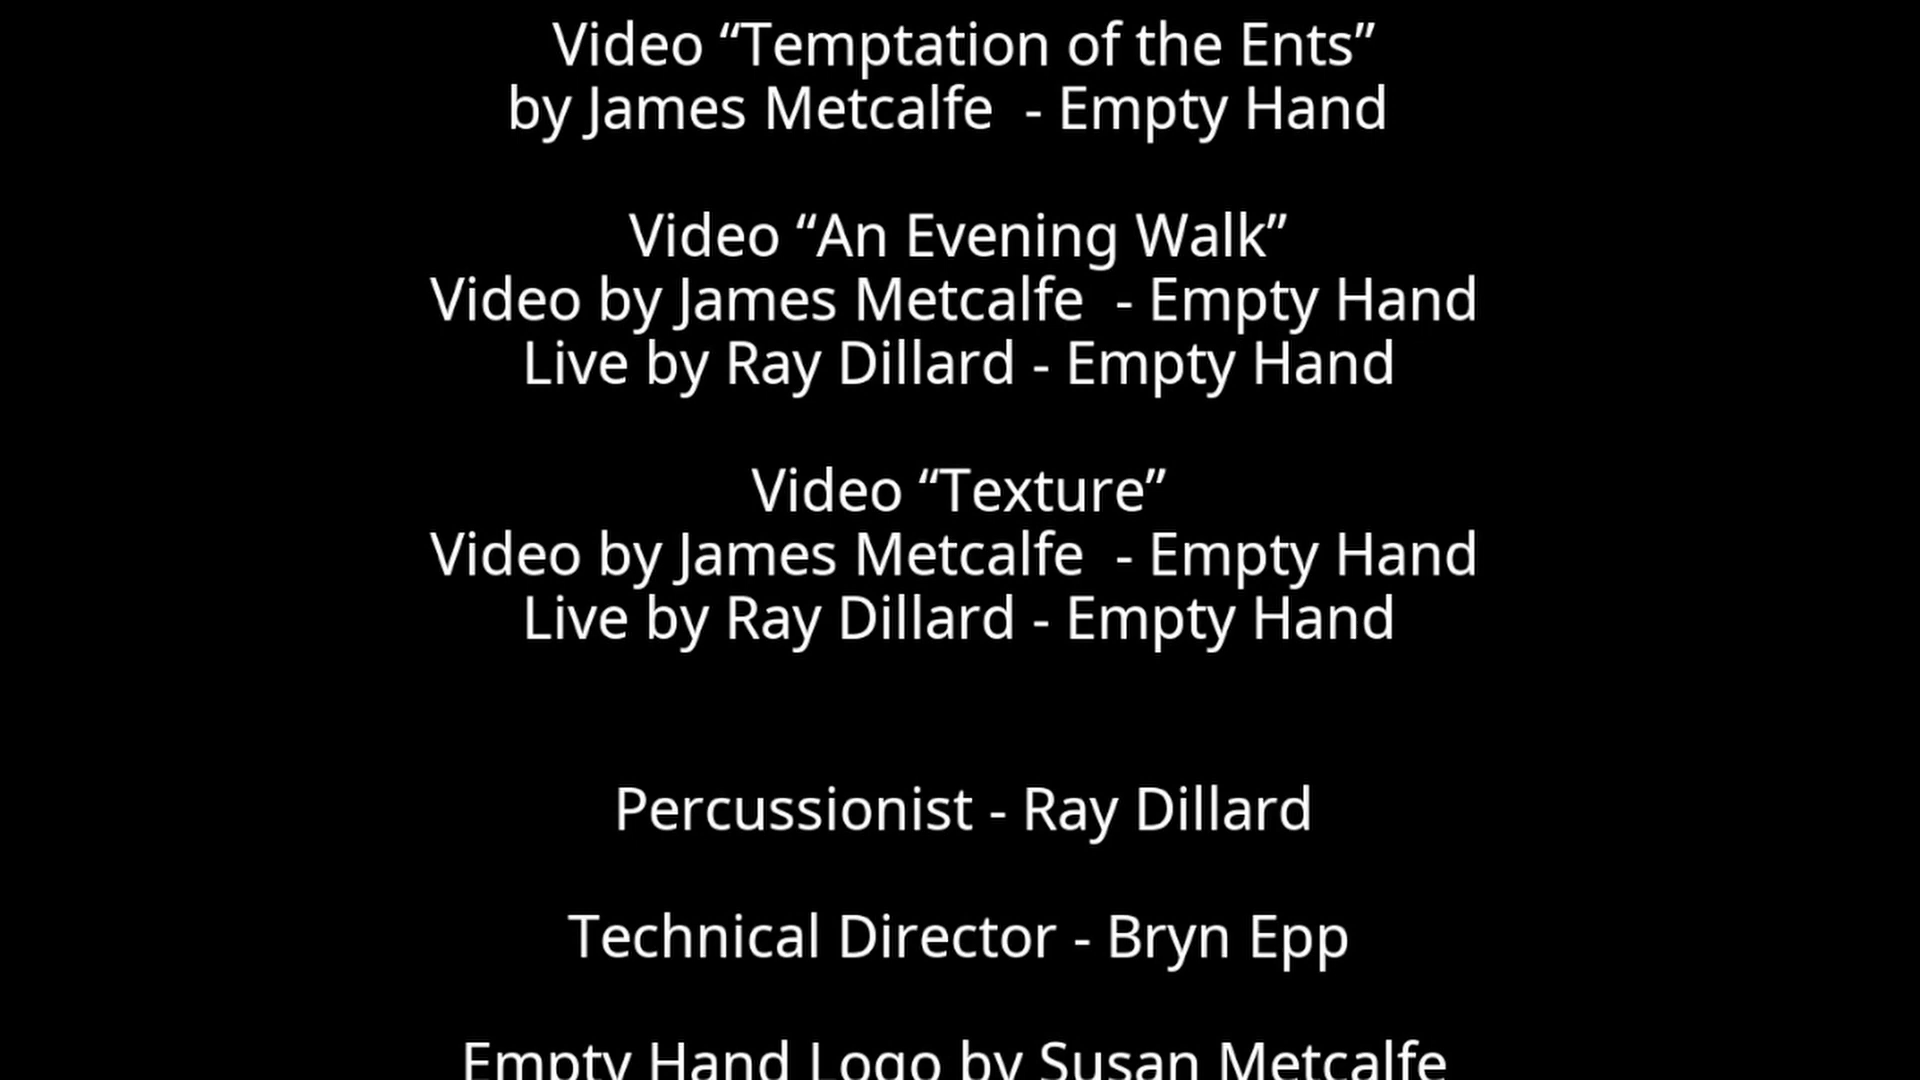 Video “Temptation of the Ents”
by James Metcalfe  - Empty Hand
Video “An Evening Walk”
Video by James Metcalfe  - Empty Hand
Live by Ray Dillard - Empty Hand
Video “Texture”
Video by James Metcalfe  - Empty Hand
Live by Ray Dillard - Empty Hand
Percussionist - Ray Dillard
Technical Director - Bryn Epp
Empty Hand Logo by Susan Metcalfe